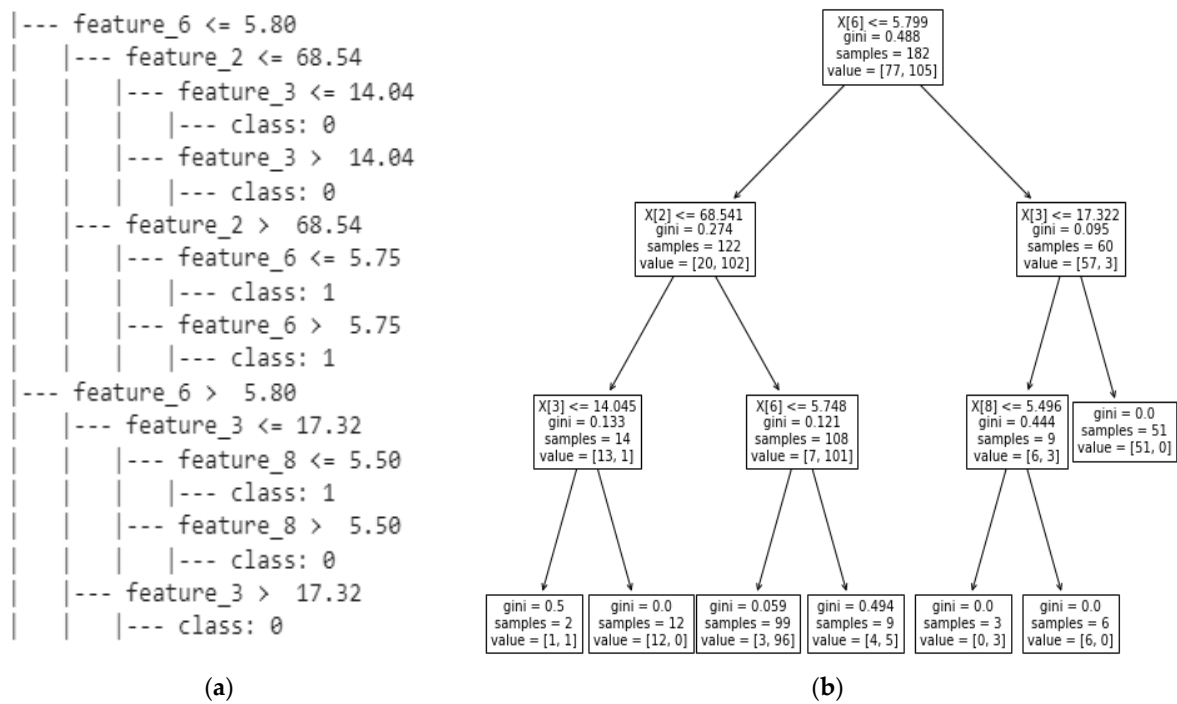 |--- feature_6 <= 5.80
|   |--- feature_2 <= 68.54
|   |   |--- feature_3 <= 14.04
|   |   |   |--- class: 0
|   |   |--- feature_3 >  14.04
|   |   |   |--- class: 0
|   |--- feature_2 >  68.54
|   |   |--- feature_6 <= 5.75
|   |   |   |--- class: 1
|   |   |--- feature_6 >  5.75
|   |   |   |--- class: 1
|--- feature_6 >  5.80
|   |--- feature_3 <= 17.32
|   |   |--- feature_8 <= 5.50
|   |   |   |--- class: 1
|   |   |--- feature_8 >  5.50
|   |   |   |--- class: 0
|   |--- feature_3 >  17.32
|   |   |--- class: 0
(a)
X[6] <= 5.799
gini = 0.488
samples = 182
value = [77, 105]
X[2] <= 68.541
gini = 0.274
samples = 122
value = [20, 102]
X[3] <= 17.322
gini = 0.095
samples = 60
value = [57, 3]
X[3] <= 14.045
gini = 0.133
samples = 14
value = [13, 1]
X[6] <= 5.748
gini = 0.121
samples = 108
value = [7, 101]
X[8] <= 5.496
gini = 0.444
samples = 9
value = [6, 3]
gini = 0.0
samples = 51
value = [51, 0]
gini = 0.5
samples = 2
value = [1, 1]
gini = 0.0
samples = 12
value = [12, 0]
gini = 0.059
samples = 99
value = [3, 96]
gini = 0.494
samples = 9
value = [4, 5]
gini = 0.0
samples = 3
value = [0, 3]
gini = 0.0
samples = 6
value = [6, 0]
(b)